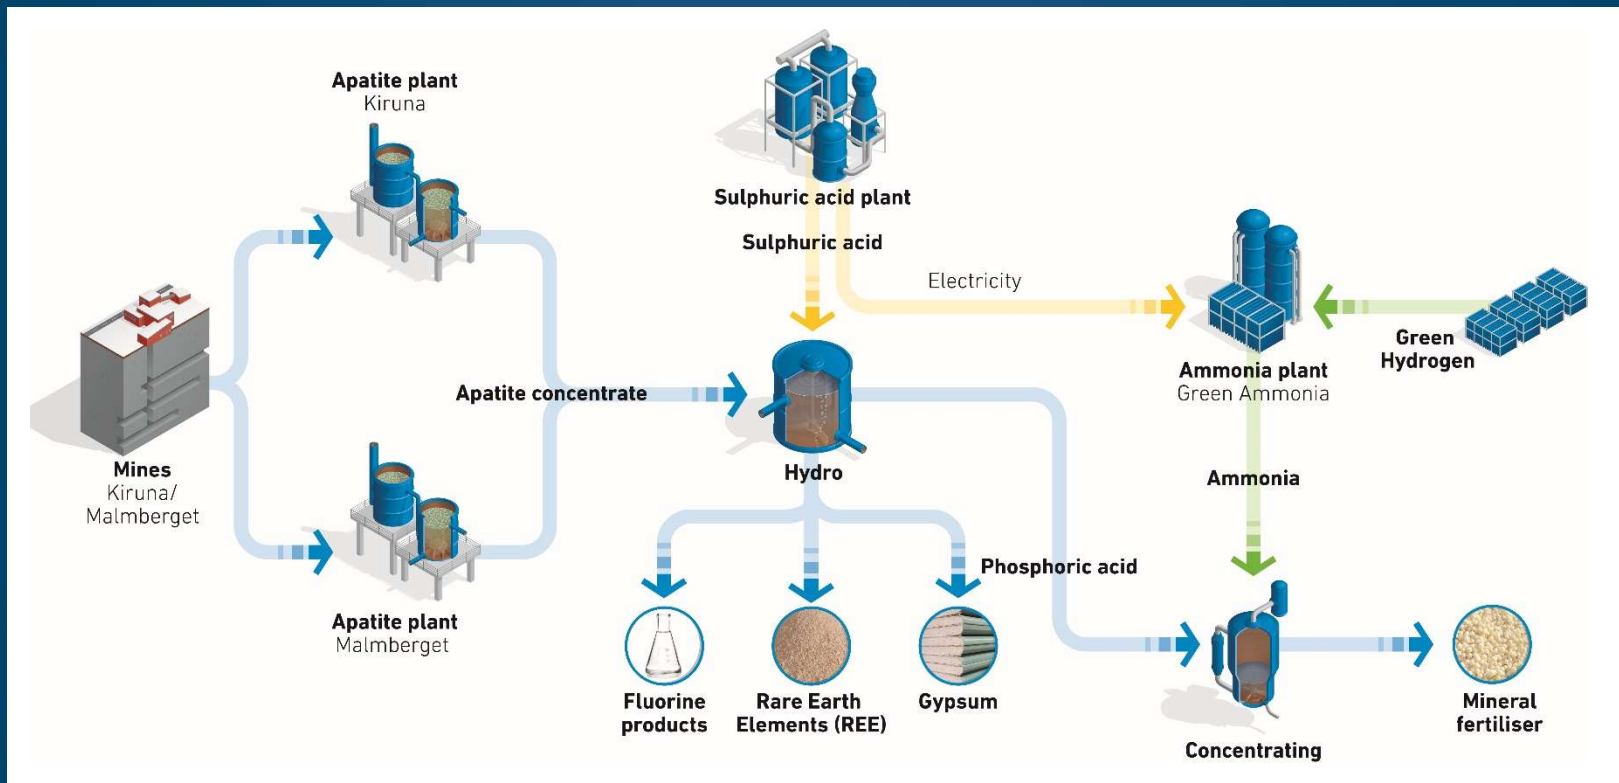 Apatite plant
Kiruna
Sulphuric acid plant
Sulphuric acid
Electricity
Green
Hydrogen
Mines
Kiruna/
Malmberget
Apatite concentrate
Hydro
Ammonia plant
Green Ammonia
Ammonia
Apatite plant
Malmberget
Phosphoric acid
Fluorine
products
Rare Earth
Elements (REE)
Gypsum
Concentrating
Mineral
fertiliser